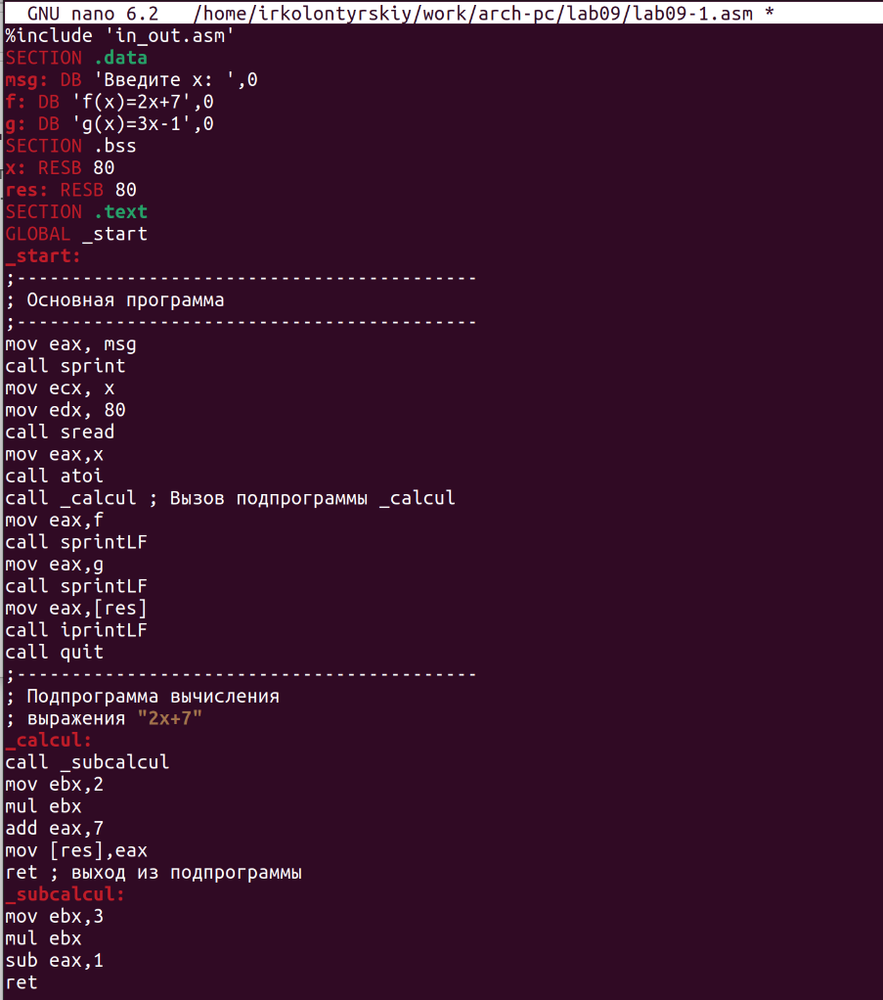 GNU nano 6.2 /home/irkolontyrskiy/work/arch-pc/lab09/lab09-1.asm *
%include 'in_out.asm'
SECTION .data
msg: DB 'Введите x: ',0
f: DB 'f(x)=2x+7',0
g: DB 'g(x)=3x-1',0
SECTION .bss
x: RESB 80
res: RESB 80
SECTION .text
GLOBAL _start
_start:
;------------------------------------------
; Основная программа
;------------------------------------------
mov eax, msg
call sprint
mov ecx, x
mov edx, 80
call sread
mov eax,x
call atoi
call _calcul ; Вызов подпрограммы _calcul
mov eax,f
call sprintLF
mov eax,g
call sprintLF
mov eax,[res]
call iprintLF
call quit
;------------------------------------------
; Подпрограмма вычисления
; выражения "2x+7"
_calcul:
call _subcalcul
mov ebx,2
mul ebx
add eax,7
mov [res],eax
ret ; выход из подпрограммы
_subcalcul:
mov ebx,3
mul ebx
sub eax,1
ret